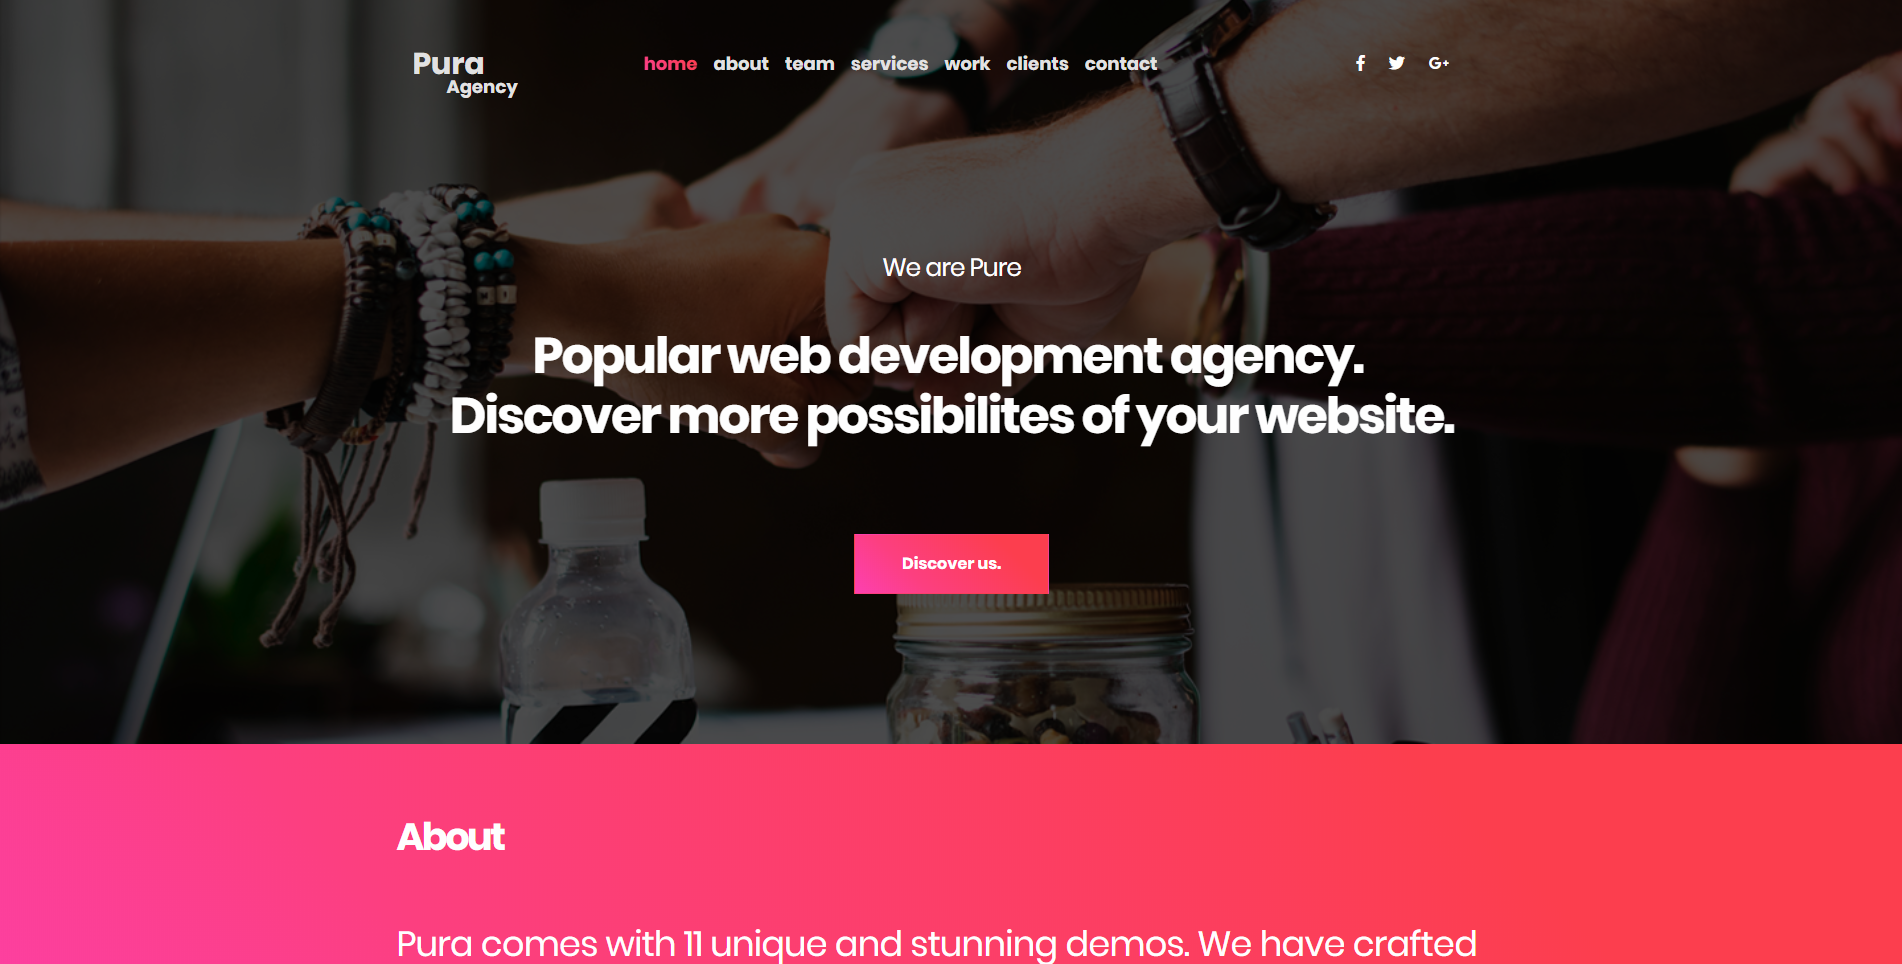 Pura
Agency
home about team services work clients contact
We are Pure
Popular web development agency.
Discover more possibilites of your website.
Discover us.
About
Pura comes with 11 unique and stunning demos. We have crafted